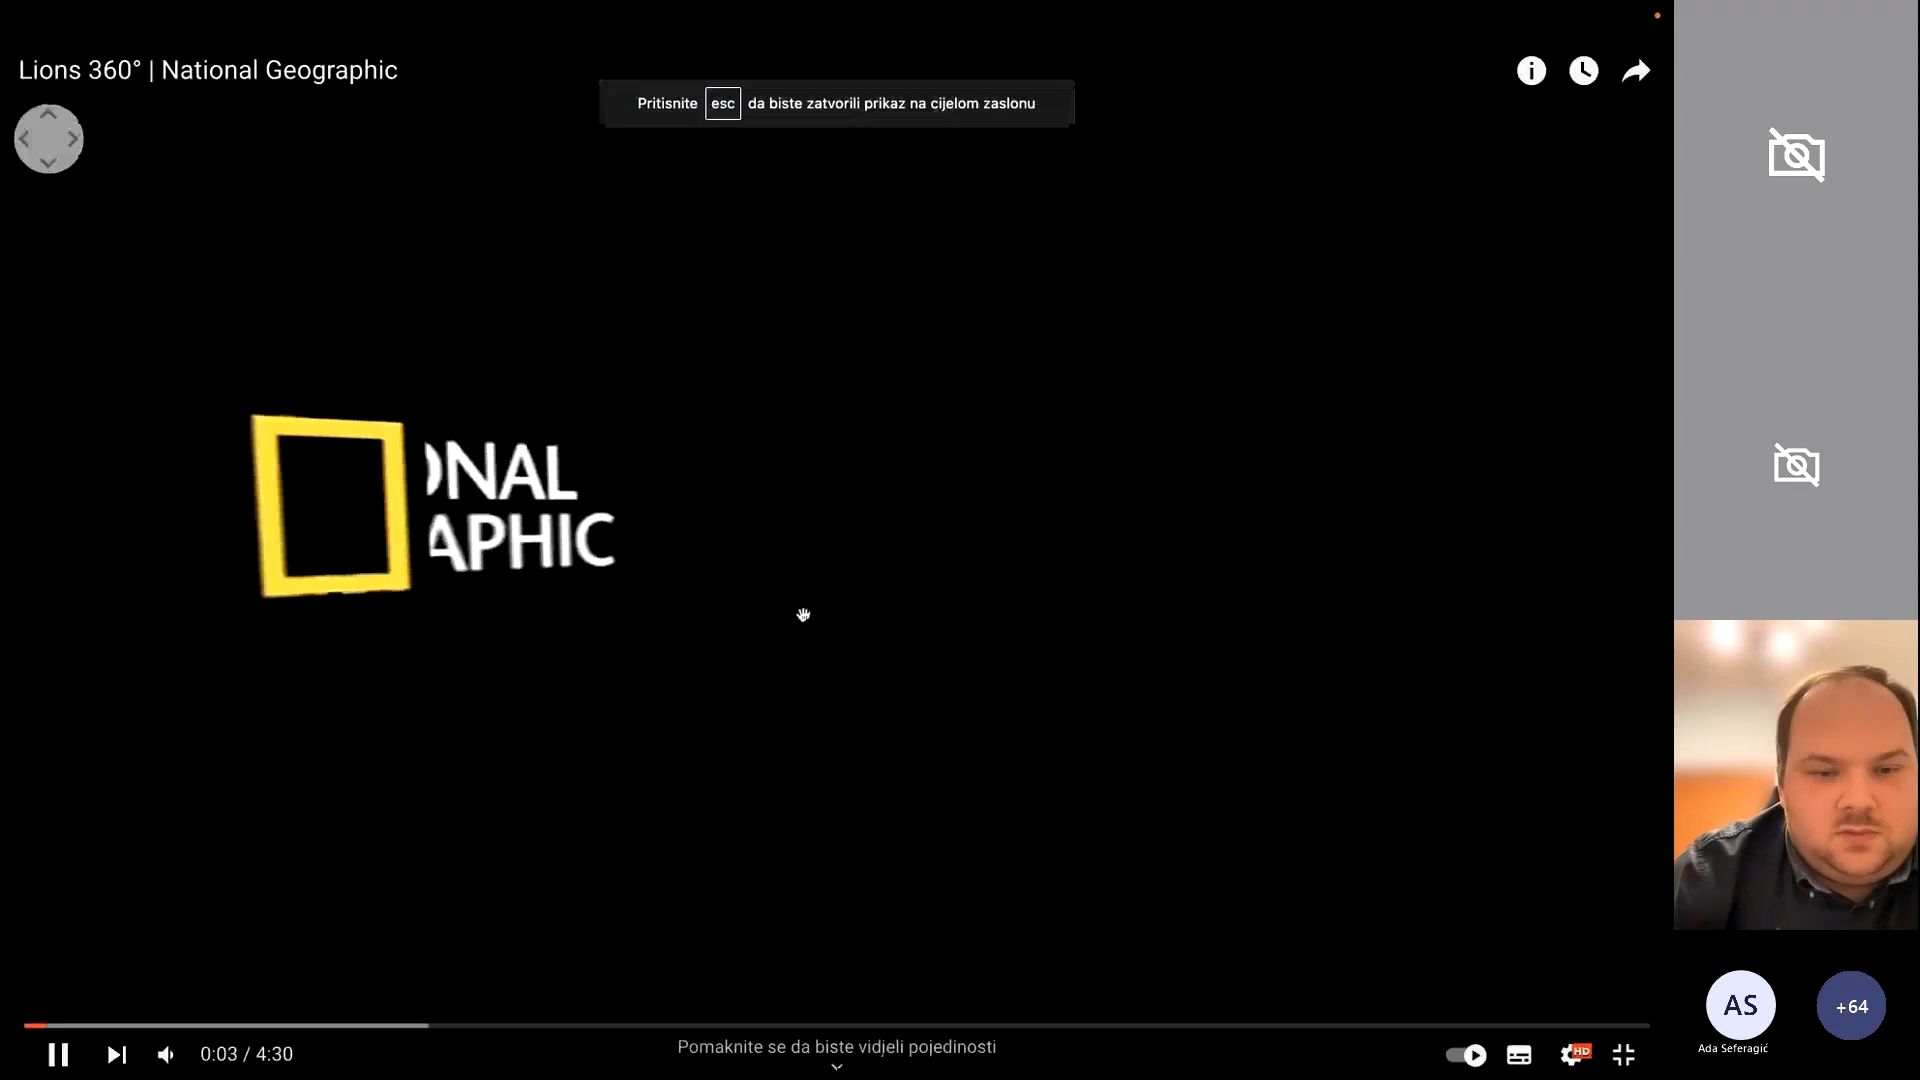 Lions 360° | National Geographic
Pritisnite esc da biste zatvorili prikaz na cijelom zaslonu
ONAL
APHIC
0:03 / 4:30
Pomaknite se da biste vidjeli pojedinosti
HD
AS
+64
Ada Seferagić